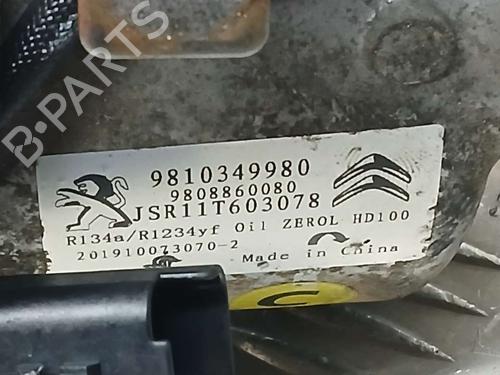 B-PARTS
9810349980
9808860080
JSR11T603078
R134a/R1234yf Oil ZEROL HD100
201910073070-2
Made in China
C